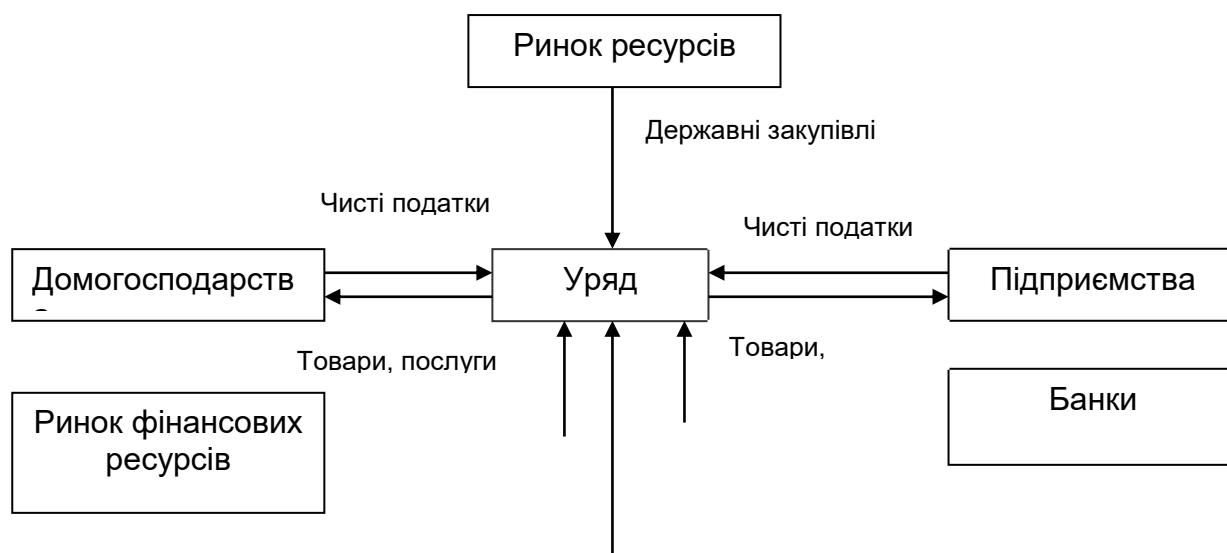 Ринок ресурсів
Державні закупівлі
Чисті податки
Чисті податки
Домогосподарств
Уряд
Підприємства
Товари, послуги
Товари,
Ринок фінансових
ресурсів
Банки